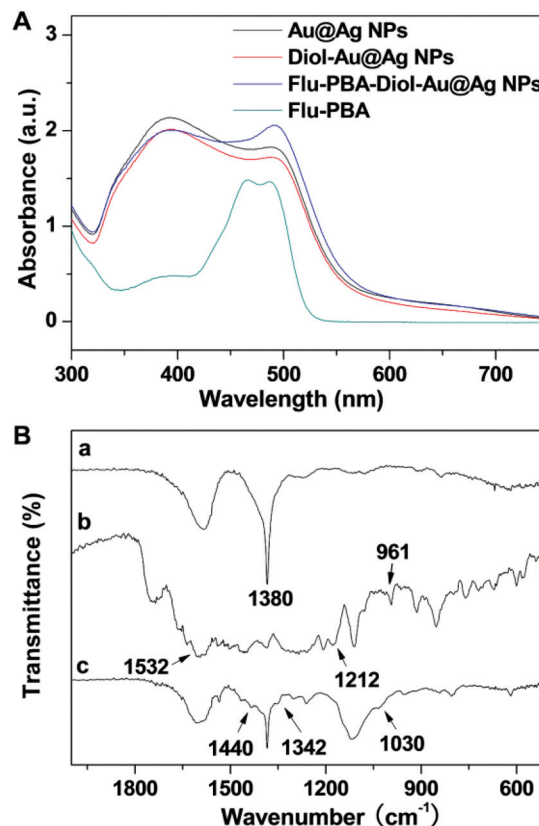 A
Au@Ag NPs
Diol-Au@Ag NPs
Flu-PBA-Diol-Au@Ag NPs
Flu-PBA
3
2
1
0
Absorbance (a.u.)
300 400 500 600 700
Wavelength (nm)
B
a
b
c
1380
961
1532
1212
1440
1342
1030
Transmittance (%)
1800 1500 1200 900 600
Wavenumber (cm⁻¹)